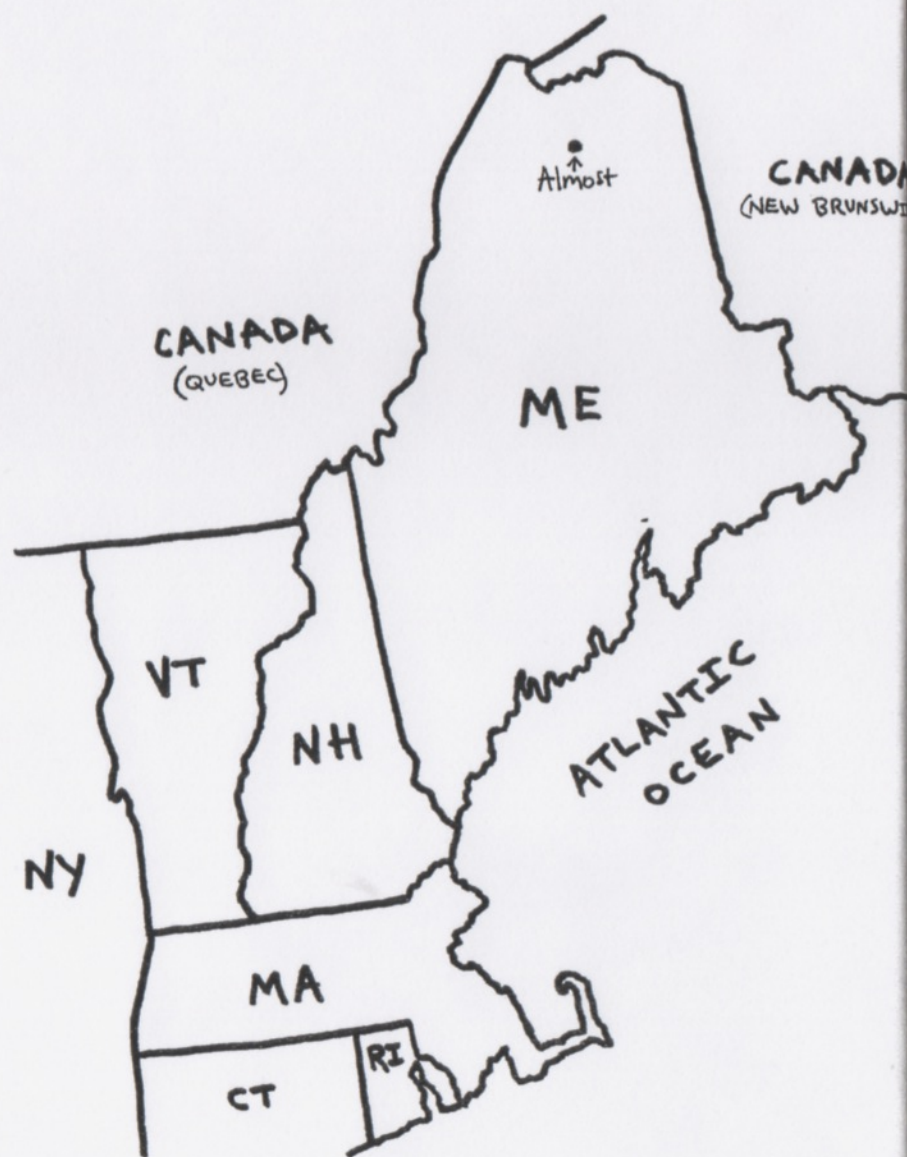 Almost
CANADA
(NEW BRUNSWI
CANADA
(QUEBEC)
ME
VT
NH
ATLANTIC
OCEAN
NY
MA
RI
CT